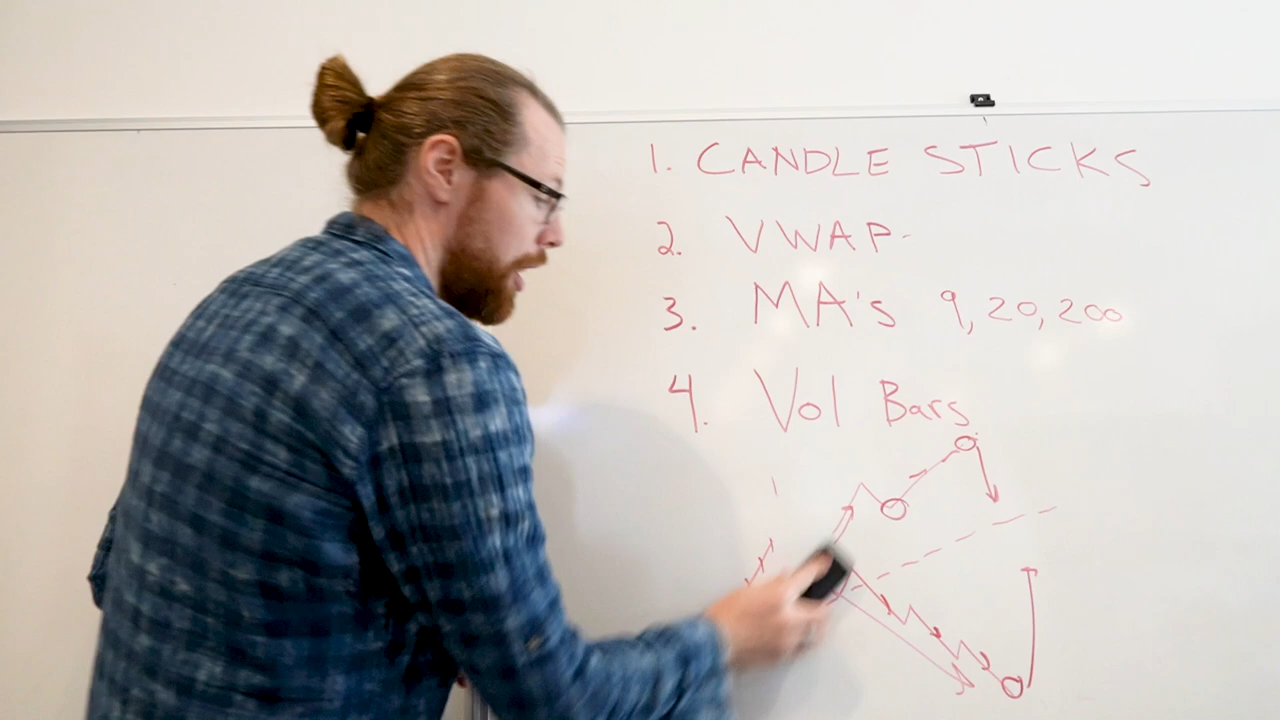 1. CANDLE STICKS
2. VWAP-
3. MA's 9, 20, 200
4. Vol Bars